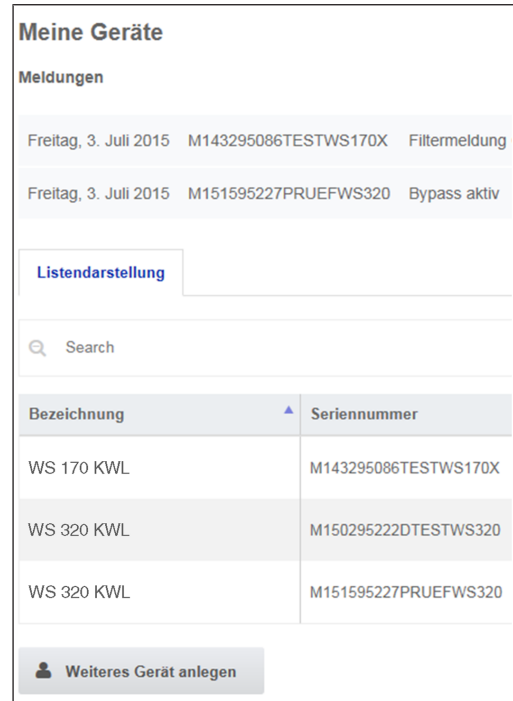 Meine Geräte
Meldungen
Freitag, 3. Juli 2015 M143295086TESTWS170X Filtermeldung
Freitag, 3. Juli 2015 M151595227PRUEFWS320 Bypass aktiv
Listendarstellung
Search
Bezeichnung Seriennummer
WS 170 KWL M143295086TESTWS170X
WS 320 KWL M150295222DTESTWS320
WS 320 KWL M151595227PRUEFWS320
Weiteres Gerät anlegen